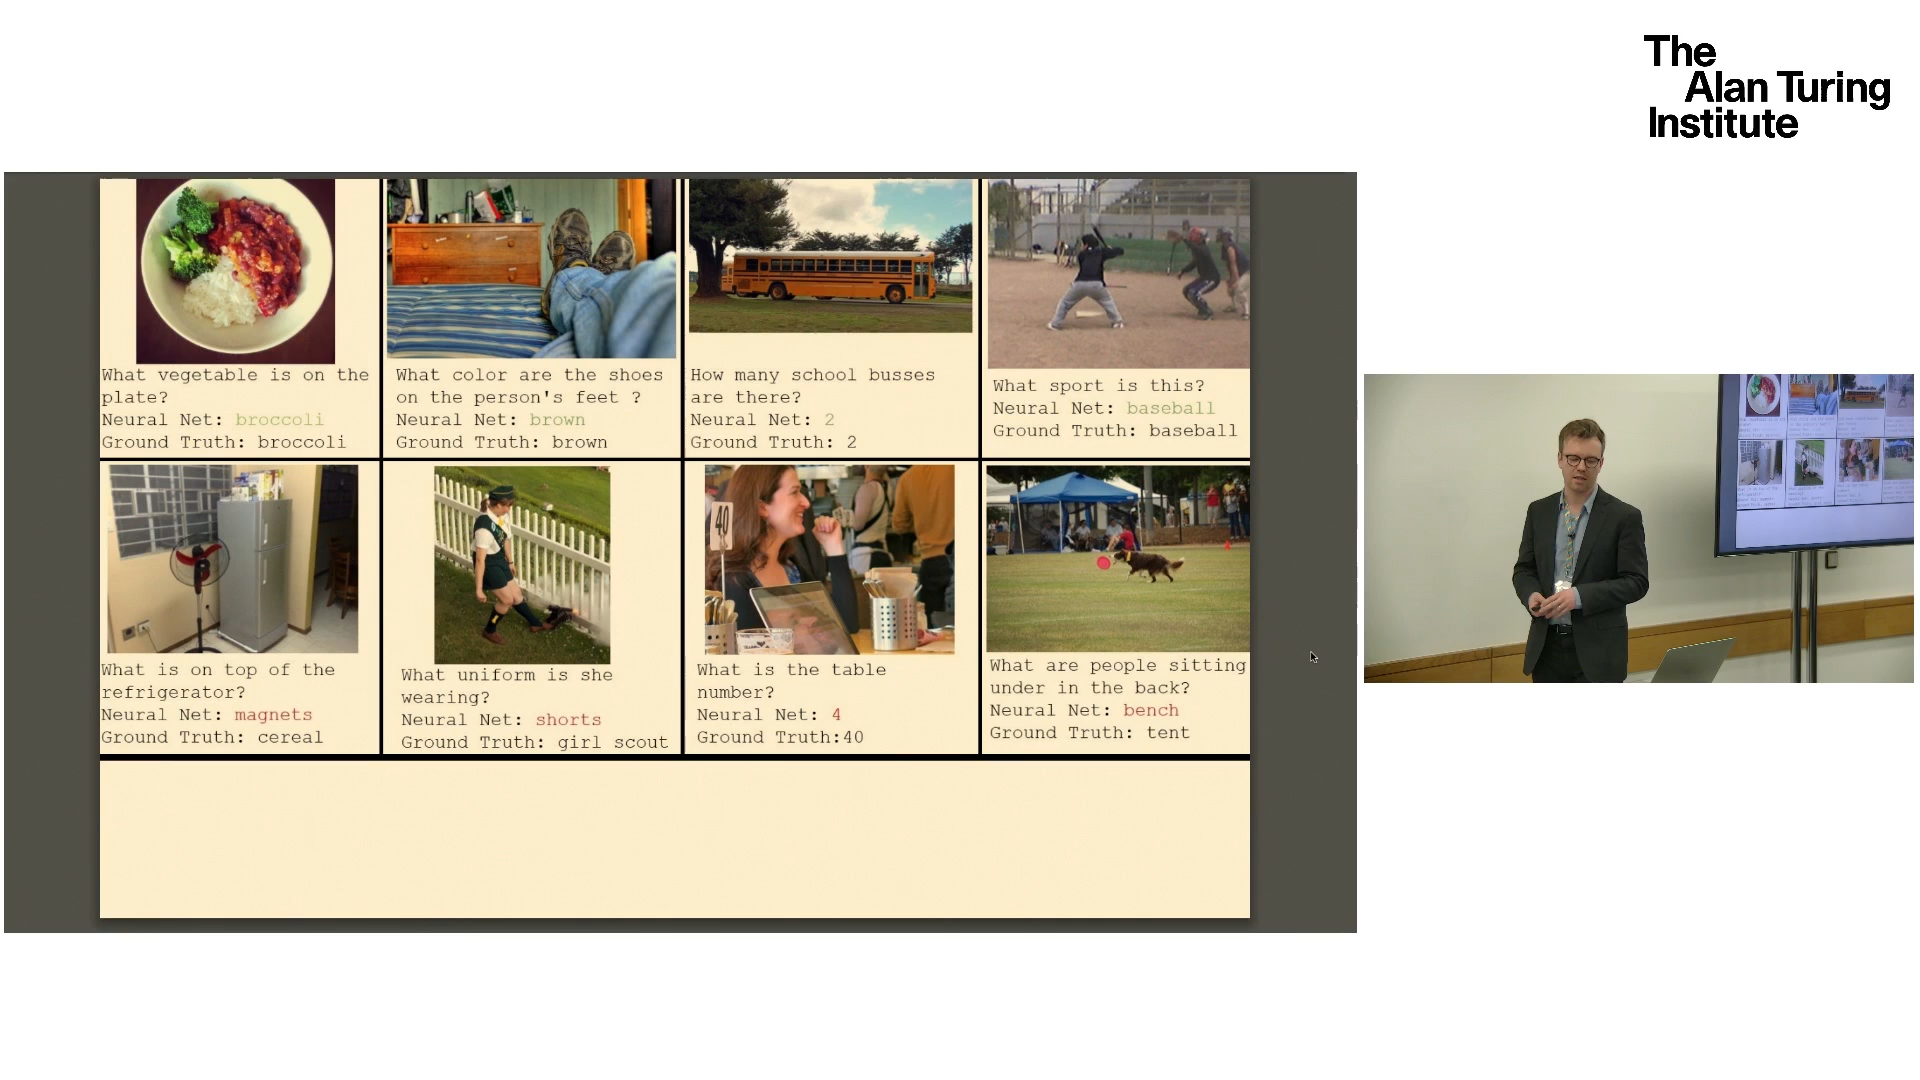 The
Alan Turing
Institute
What vegetable is on the
plate?
Neural Net: broccoli
Ground Truth: broccoli
What color are the shoes
on the person's feet ?
Neural Net: brown
Ground Truth: brown
How many school busses
are there?
Neural Net: 2
Ground Truth: 2
What sport is this?
Neural Net: baseball
Ground Truth: baseball
What is on top of the
refrigerator?
Neural Net: magnets
Ground Truth: cereal
What uniform is she
wearing?
Neural Net: shorts
Ground Truth: girl scout
40
What is the table
number?
Neural Net: 4
Ground Truth:40
What are people sitting
under in the back?
Neural Net: bench
Ground Truth: tent